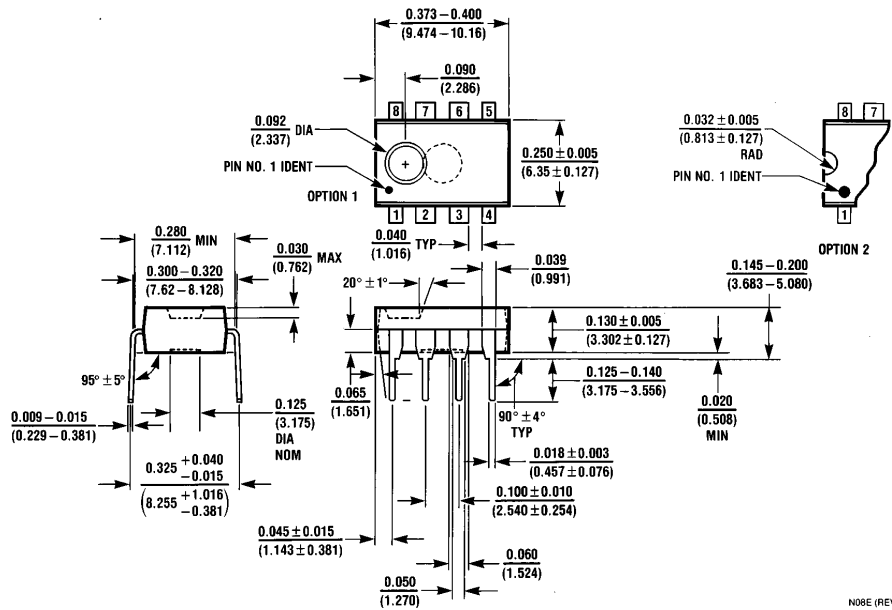 0.373 – 0.400
(9.474 – 10.16)
0.090
(2.286)
8 7 6 5
0.092 DIA
(2.337)
PIN NO. 1 IDENT
OPTION 1
0.250 ± 0.005
(6.35 ± 0.127)
1 2 3 4
0.032 ± 0.005
(0.813 ± 0.127)
RAD
PIN NO. 1 IDENT
8 7
1
OPTION 2
0.280 MIN
(7.112)
0.030 MAX
(0.762)
0.300 – 0.320
(7.62 – 8.128)
0.040 TYP
(1.016)
0.039
(0.991)
20° ± 1°
0.145 – 0.200
(3.683 – 5.080)
0.130 ± 0.005
(3.302 ± 0.127)
0.125 – 0.140
(3.175 – 3.556)
0.020
(0.508)
MIN
95° ± 5°
0.009 – 0.015
(0.229 – 0.381)
0.125
(3.175)
DIA
NOM
0.065
(1.651)
90° ± 4°
TYP
0.018 ± 0.003
(0.457 ± 0.076)
0.325 +0.040
−0.015
(8.255 +1.016
−0.381)
0.100 ± 0.010
(2.540 ± 0.254)
0.045 ± 0.015
(1.143 ± 0.381)
0.060
(1.524)
0.050
(1.270)
N08E (REV